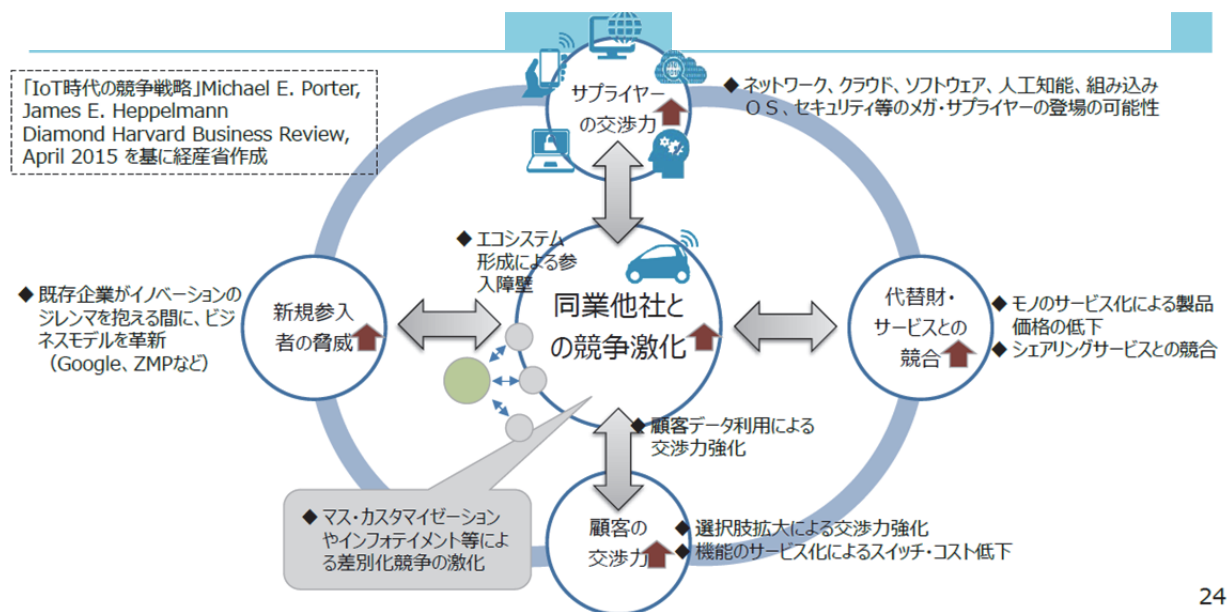 「IoT時代の競争戦略」Michael E. Porter,
James E. Heppelmann
Diamond Harvard Business Review,
April 2015 を基に経産省作成
サプライヤー
の交渉力
◆ ネットワーク、クラウド、ソフトウェア、人工知能、組み込み
ＯＳ、セキュリティ等のメガ・サプライヤーの登場の可能性
◆ エコシステム
形成による参
入障壁
◆ 既存企業がイノベーションの
ジレンマを抱える間に、ビジ
ネスモデルを革新
（Google、ZMPなど）
新規参入
者の脅威
同業他社と
の競争激化
代替財・
サービスとの
競合
◆ モノのサービス化による製品
価格の低下
◆ シェアリングサービスとの競合
◆ 顧客データ利用による
交渉力強化
◆ マス・カスタマイゼーション
やインフォテイメント等によ
る差別化競争の激化
顧客の
交渉力
◆ 選択肢拡大による交渉力強化
◆ 機能のサービス化によるスイッチ・コスト低下
24